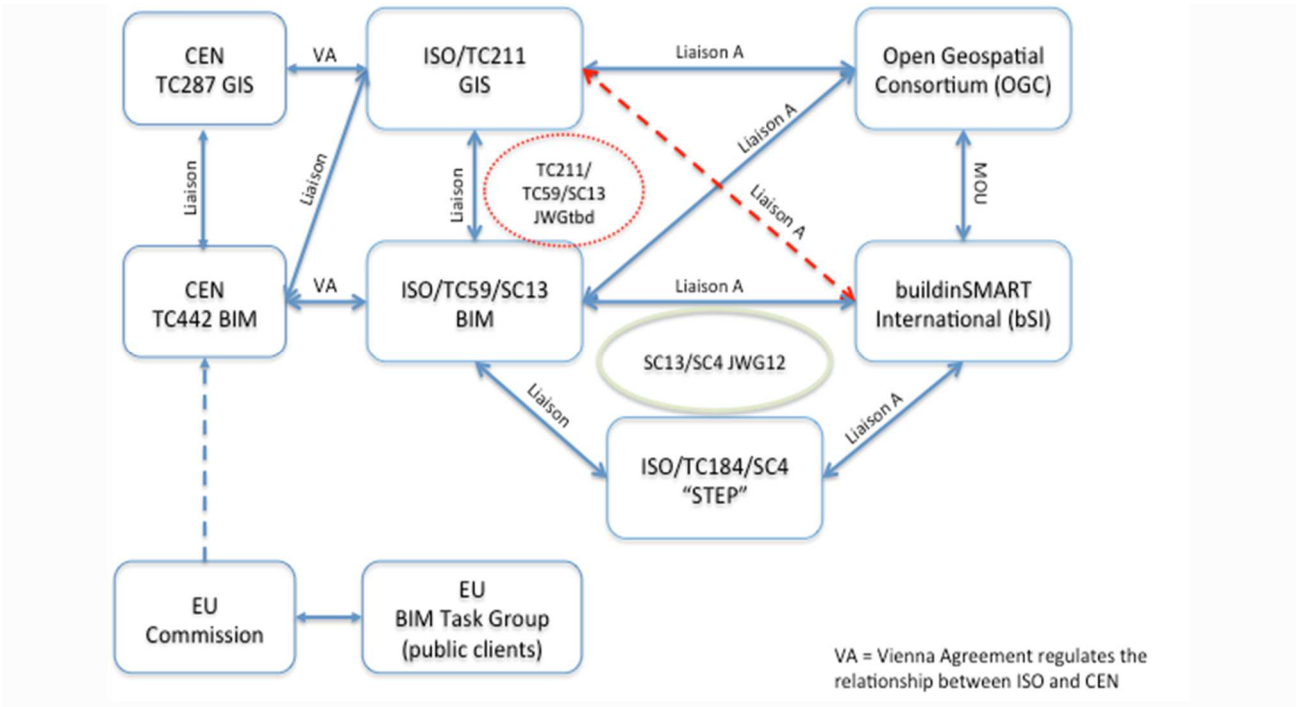 CEN
TC287 GIS
VA
ISO/TC211
GIS
Liaison A
Open Geospatial
Consortium (OGC)
Liaison
Liaison
Liaison
TC211/
TC59/SC13
JWGtbd
Liaison A
Liaison A
MOU
CEN
TC442 BIM
VA
ISO/TC59/SC13
BIM
Liaison A
buildinSMART
International (bSI)
SC13/SC4 JWG12
Liaison
Liaison A
ISO/TC184/SC4
“STEP”
EU
Commission
EU
BIM Task Group
(public clients)
VA = Vienna Agreement regulates the
relationship between ISO and CEN